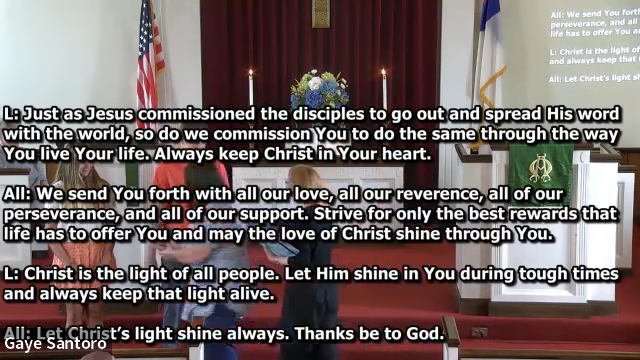 All: We send You forth
perseverance, and all
life has to offer You an
L: Christ is the light of
and always keep that
All: Let Christ's light sh
L: Just as Jesus commissioned the disciples to go out and spread His word
with the world, so do we commission You to do the same through the way
You live Your life. Always keep Christ in Your heart.
All: We send You forth with all our love, all our reverence, all of our
perseverance, and all of our support. Strive for only the best rewards that
life has to offer You and may the love of Christ shine through You.
L: Christ is the light of all people. Let Him shine in You during tough times
and always keep that light alive.
All: Let Christ's light shine always. Thanks be to God.
Gaye Santoro